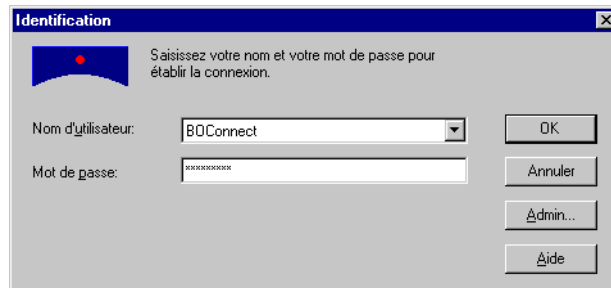 Identification
Saisissez votre nom et votre mot de passe pour
établir la connexion.
Nom d'utilisateur:
BOConnect
OK
Mot de passe:
*********
Annuler
Admin...
Aide